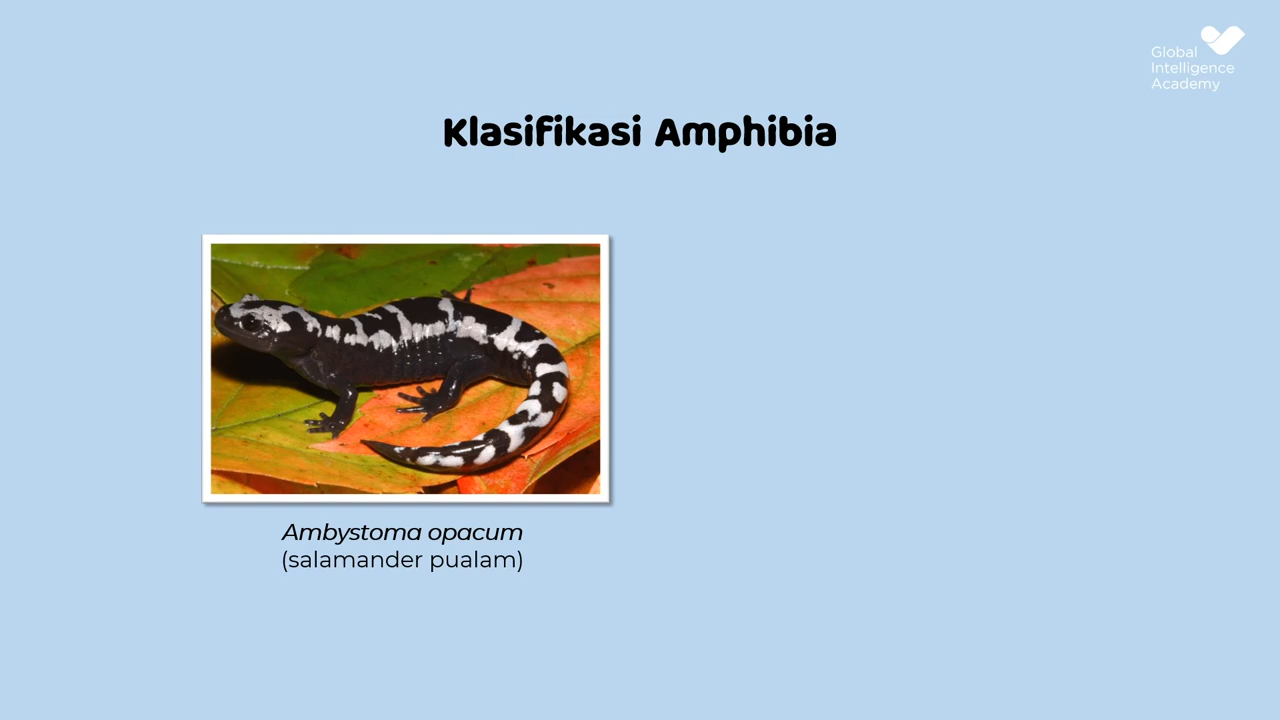 Global
Intelligence
Academy
Klasifikasi Amphibia
Ambystoma opacum
(salamander pualam)